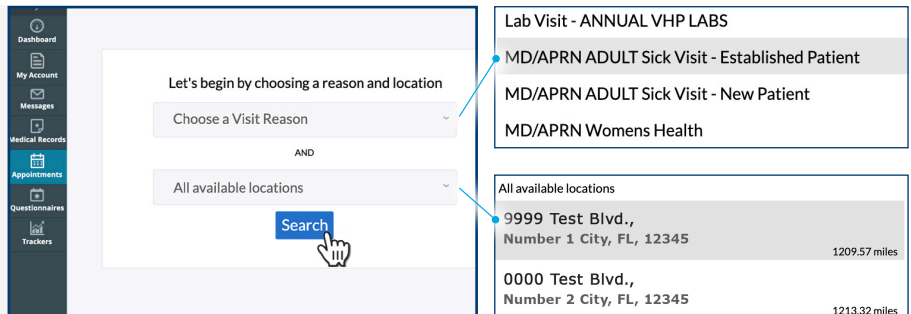 Dashboard
My Account
Messages
Medical Records
Appointments
Questionnaires
Trackers
Let's begin by choosing a reason and location
Choose a Visit Reason
AND
All available locations
Search
Lab Visit - ANNUAL VHP LABS
MD/APRN ADULT Sick Visit - Established Patient
MD/APRN ADULT Sick Visit - New Patient
MD/APRN Womens Health
All available locations
9999 Test Blvd.,
Number 1 City, FL, 12345
1209.57 miles
0000 Test Blvd.,
Number 2 City, FL, 12345
1213.32 miles